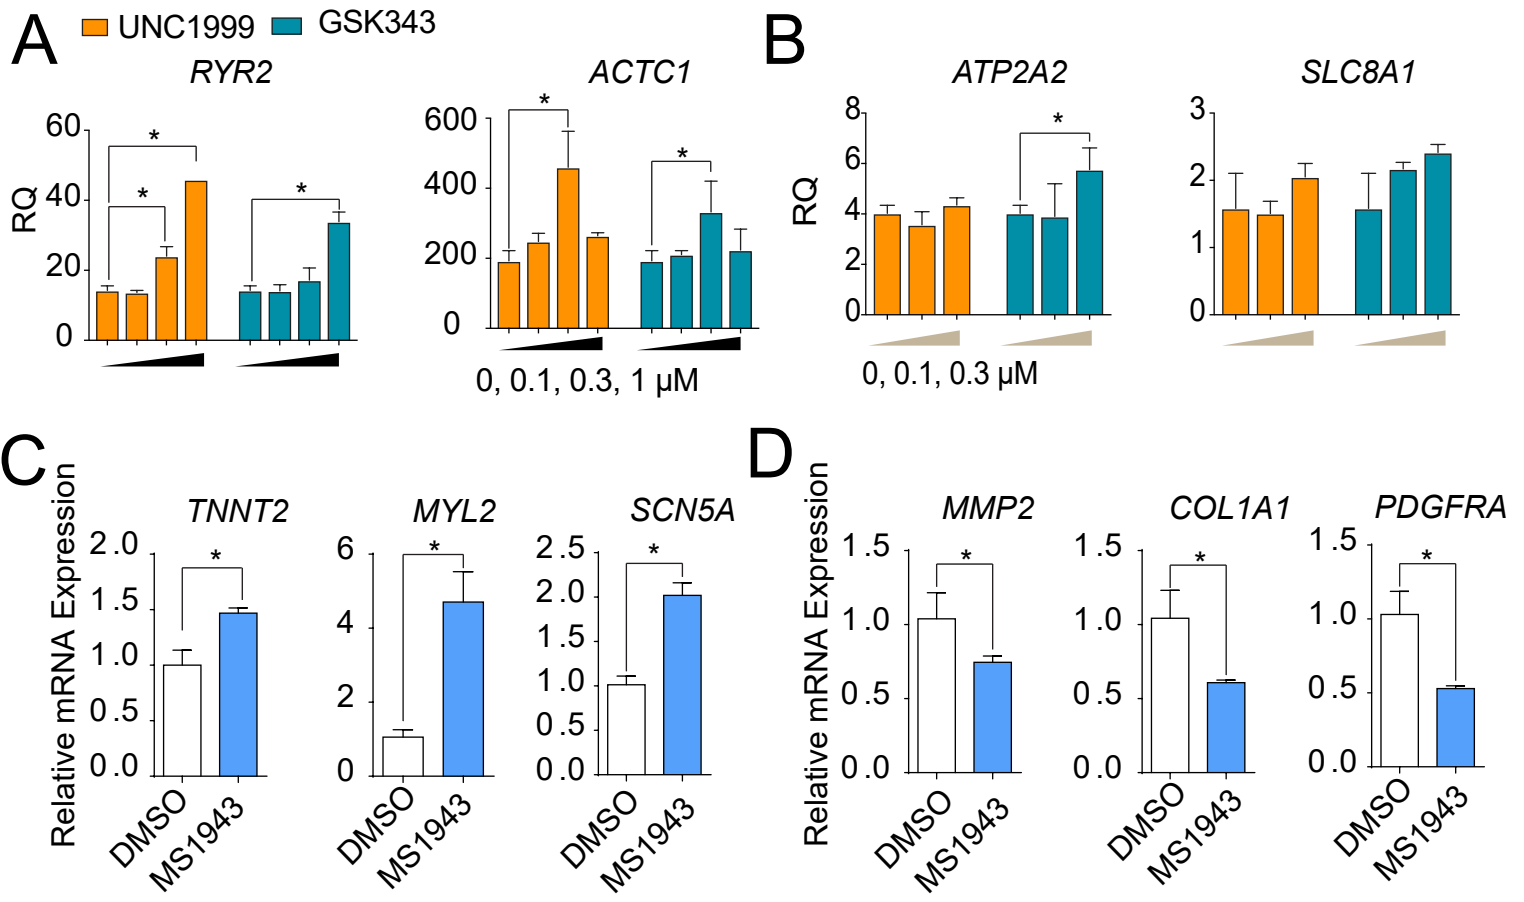 A
UNC1999
GSK343
B
RYR2
ACTC1
ATP2A2
SLC8A1
RQ
60
40
20
0
*
*
*
600
400
200
0
*
*
0, 0.1, 0.3, 1 µM
RQ
8
6
4
2
0
*
0, 0.1, 0.3 µM
3
2
1
0
C
Relative mRNA Expression
TNNT2
2.0
1.5
1.0
0.5
0.0
*
DMSO
MS1943
MYL2
6
4
2
0
*
DMSO
MS1943
SCN5A
2.5
2.0
1.5
1.0
0.5
0.0
*
DMSO
MS1943
D
Relative mRNA Expression
MMP2
1.5
1.0
0.5
0.0
*
DMSO
MS1943
COL1A1
1.5
1.0
0.5
0.0
*
DMSO
MS1943
PDGFRA
1.5
1.0
0.5
0.0
*
DMSO
MS1943